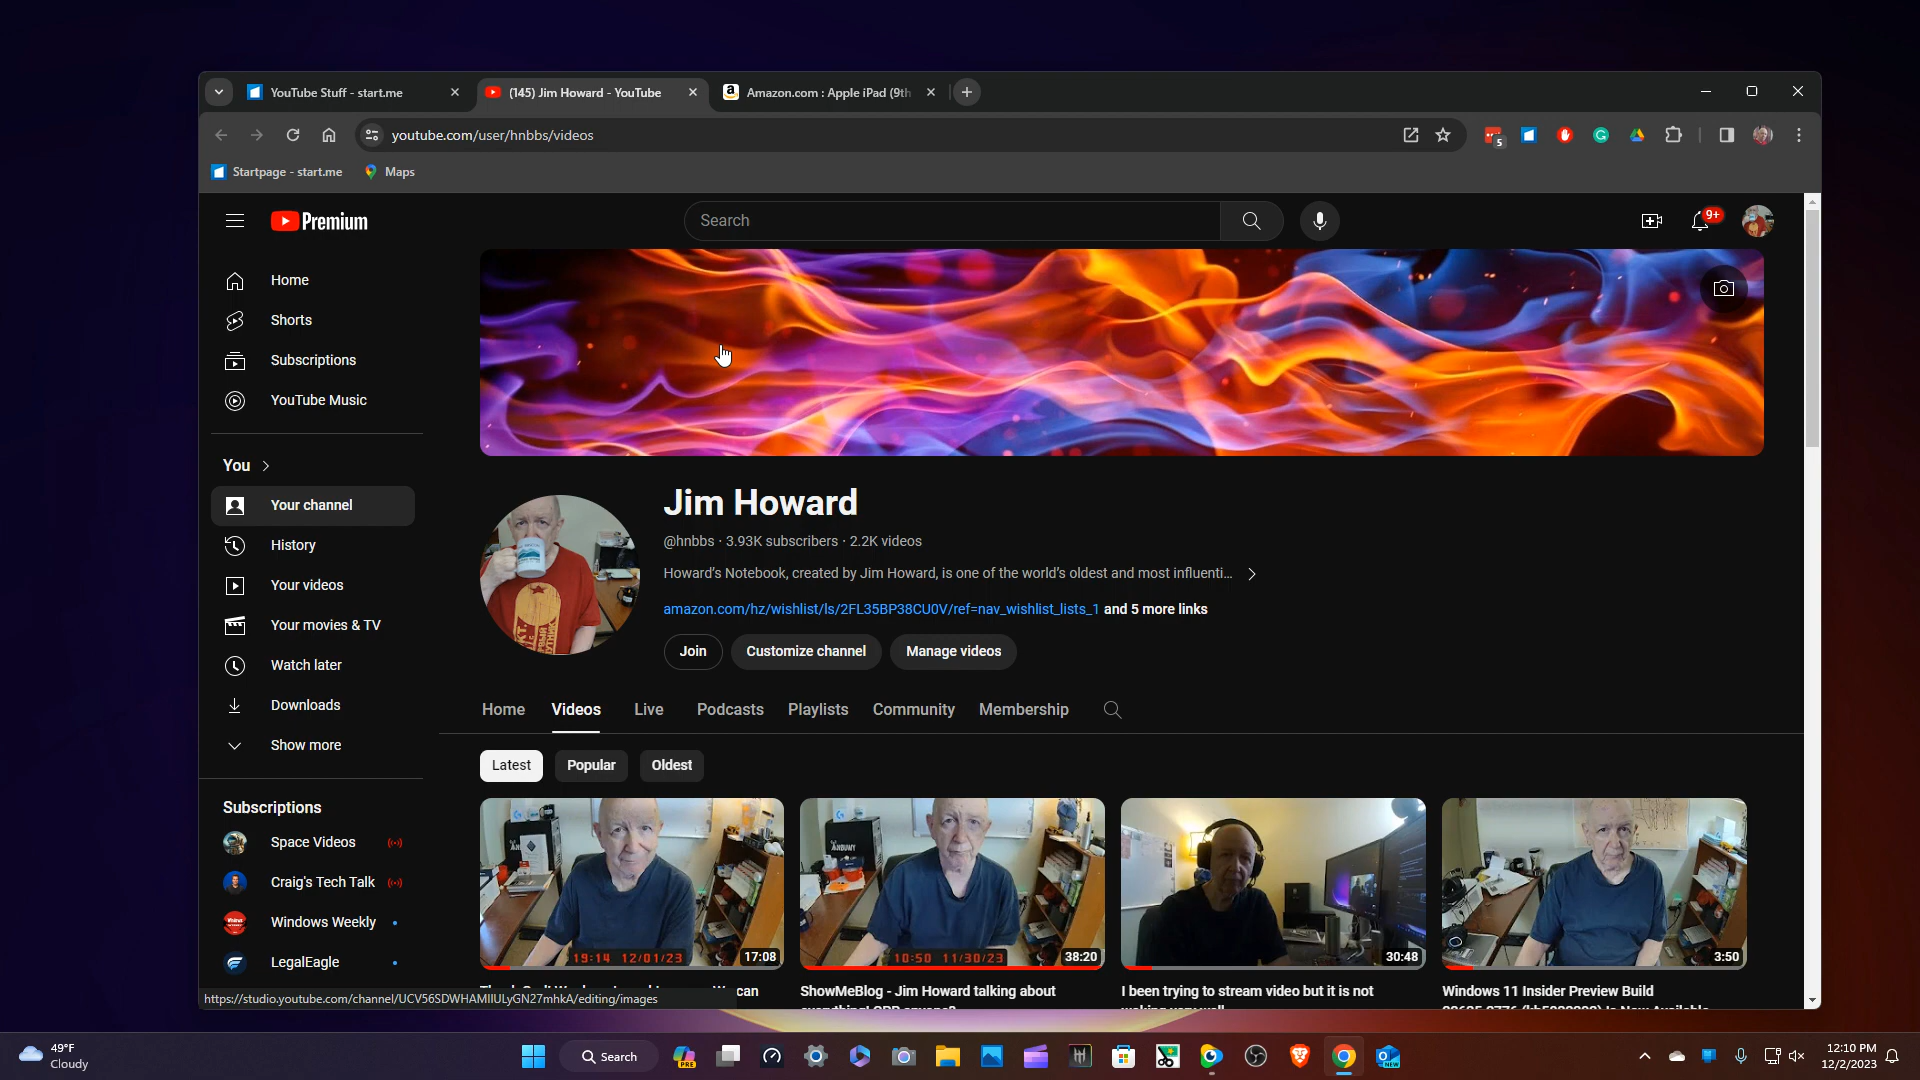 YouTube Stuff - start.me
(145) Jim Howard - YouTube
Amazon.com : Apple iPad (9th
youtube.com/user/hnbbs/videos
5
Startpage - start.me
Maps
Premium
Search
9+
Home
Shorts
Subscriptions
YouTube Music
You
Your channel
History
Your videos
Your movies & TV
Watch later
Downloads
Show more
Subscriptions
Space Videos
Craig's Tech Talk
Windows Weekly
LegalEagle
Jim Howard
@hnbbs · 3.93K subscribers · 2.2K videos
Howard's Notebook, created by Jim Howard, is one of the world's oldest and most influenti...
amazon.com/hz/wishlist/ls/2FL35BP38CU0V/ref=nav_wishlist_lists_1 and 5 more links
Join
Customize channel
Manage videos
Home
Videos
Live
Podcasts
Playlists
Community
Membership
Latest
Popular
Oldest
19:14 12/01/23
17:08
10:50 11/30/23
38:20
30:48
3:50
can
ShowMeBlog - Jim Howard talking about
I been trying to stream video but it is not
Windows 11 Insider Preview Build
https://studio.youtube.com/channel/UCV56SDWHAMIlULyGN27mhkA/editing/images
49°F
Cloudy
Search
PRE
NEW
12:10 PM
12/2/2023